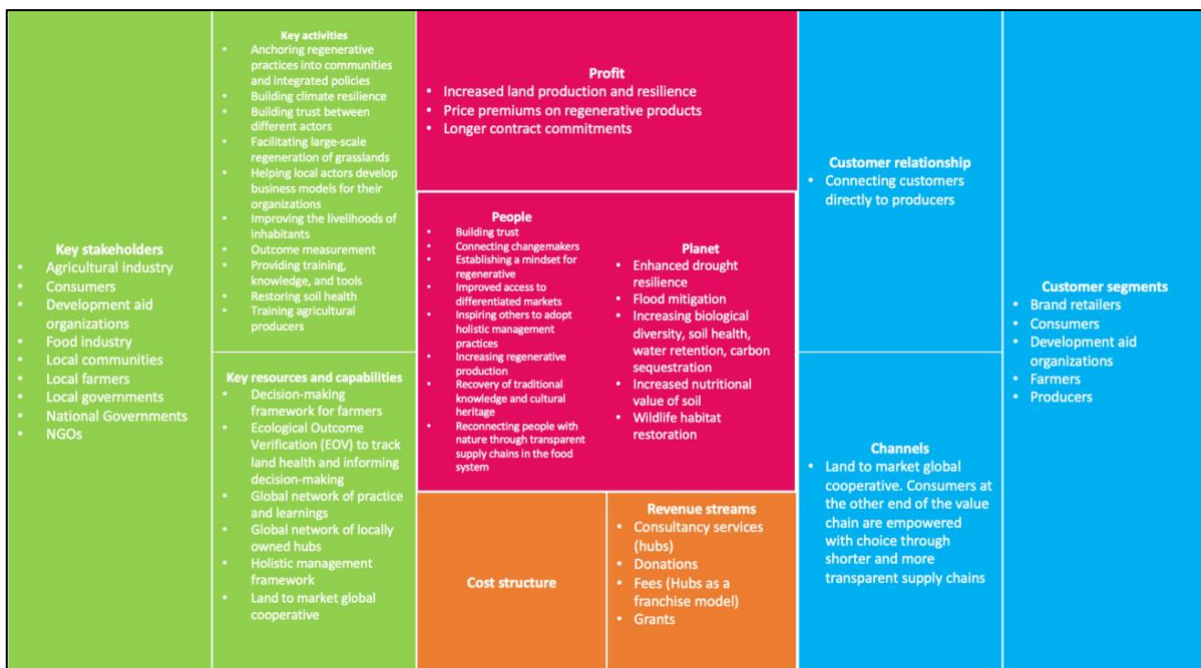 Key stakeholders
• Agricultural industry
• Consumers
• Development aid
organizations
• Food industry
• Local communities
• Local farmers
• Local governments
• National Governments
• NGOs
Key activities
• Anchoring regenerative
practices into communities
and integrated policies
• Building climate resilience
• Building trust between
different actors
• Facilitating large-scale
regeneration of grasslands
• Helping local actors develop
business models for their
organizations
• Improving the livelihoods of
inhabitants
• Outcome measurement
• Providing training,
knowledge, and tools
• Restoring soil health
• Training agricultural
producers
Key resources and capabilities
• Decision-making
framework for farmers
• Ecological Outcome
Verification (EOV) to track
land health and informing
decision-making
• Global network of practice
and learnings
• Global network of locally
owned hubs
• Holistic management
framework
• Land to market global
cooperative
Profit
• Increased land production and resilience
• Price premiums on regenerative products
• Longer contract commitments
People
• Building trust
• Connecting changemakers
• Establishing a mindset for
regenerative
• Improved access to
differentiated markets
• Inspiring others to adopt
holistic management
practices
• Increasing regenerative
production
• Recovery of traditional
knowledge and cultural
heritage
• Reconnecting people with
nature through transparent
supply chains in the food
system
Planet
• Enhanced drought
resilience
• Flood mitigation
• Increasing biological
diversity, soil health,
water retention, carbon
sequestration
• Increased nutritional
value of soil
• Wildlife habitat
restoration
Cost structure
Revenue streams
• Consultancy services
(hubs)
• Donations
• Fees (Hubs as a
franchise model)
• Grants
Customer relationship
• Connecting customers
directly to producers
Channels
• Land to market global
cooperative. Consumers at
the other end of the value
chain are empowered
with choice through
shorter and more
transparent supply chains
Customer segments
• Brand retailers
• Consumers
• Development aid
organizations
• Farmers
• Producers